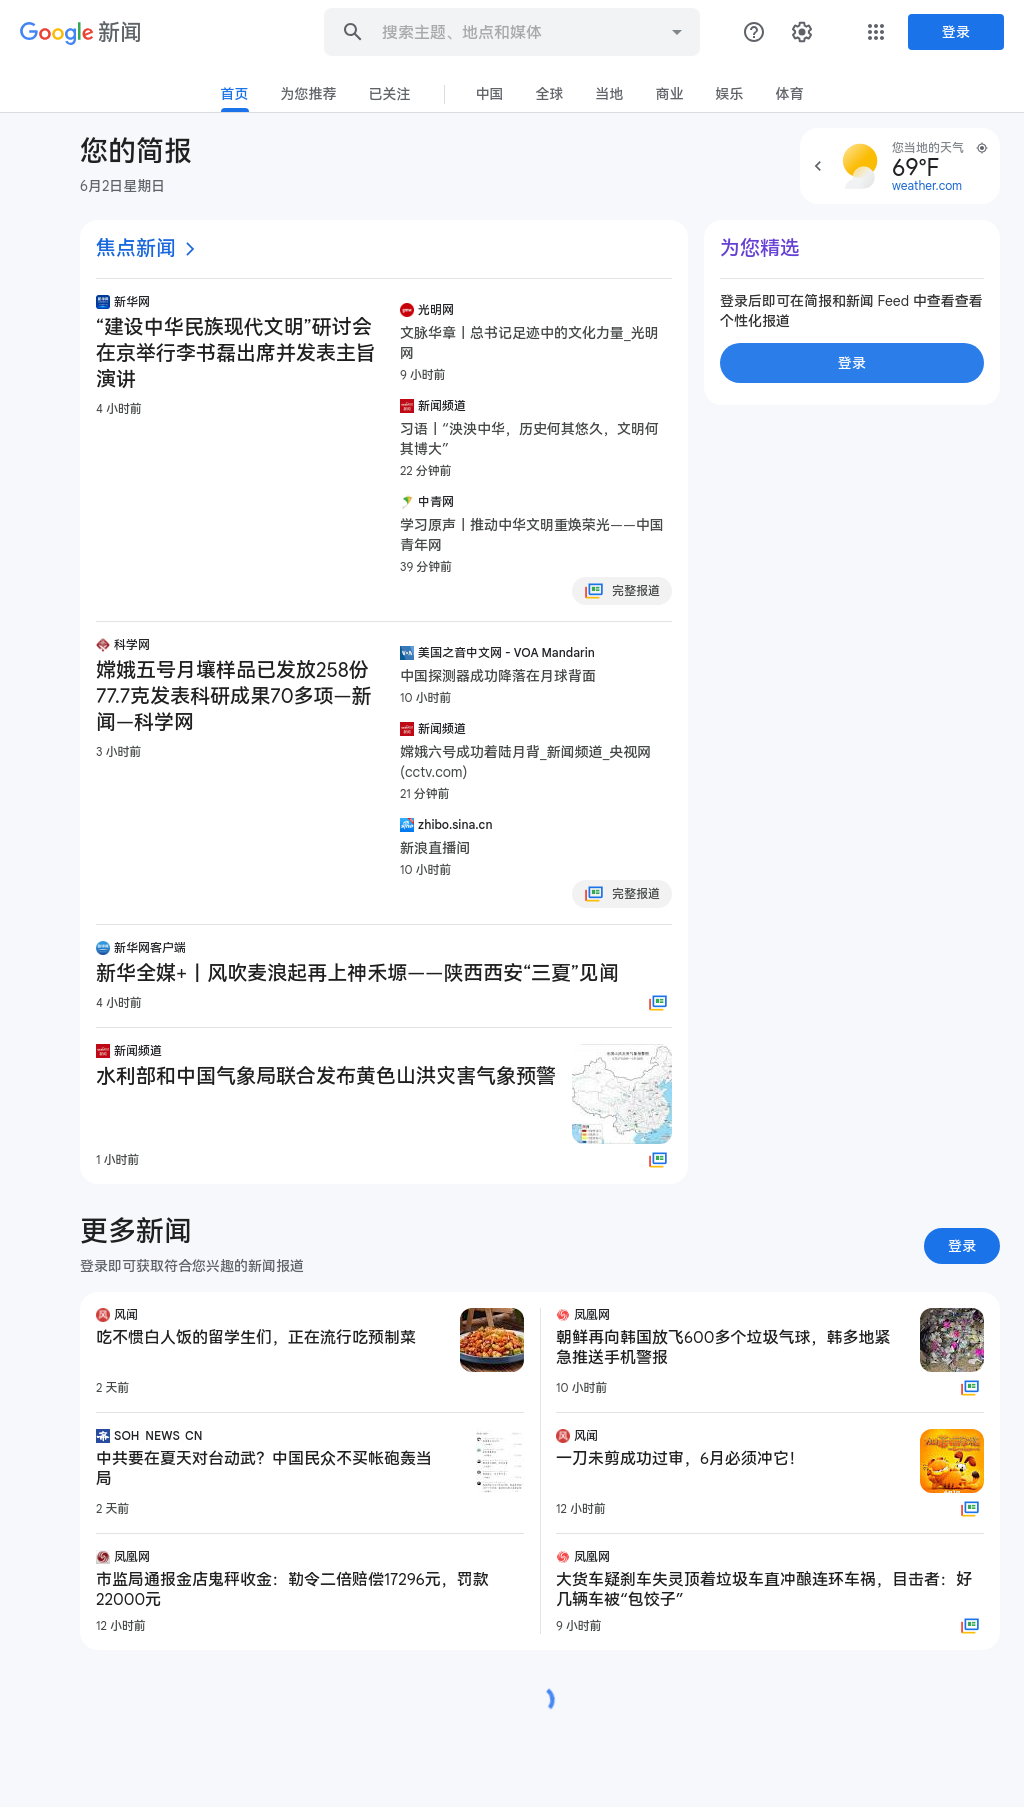 Google 新闻
搜索主题、地点和媒体
登录
首页
为您推荐
已关注
中国
全球
当地
商业
娱乐
体育
您的简报
6月2日星期日
您当地的天气
69°F
weather.com
焦点新闻
新华网
“建设中华民族现代文明”研讨会
在京举行李书磊出席并发表主旨
演讲
4 小时前
光明网
文脉华章丨总书记足迹中的文化力量_光明
网
9 小时前
新闻频道
习语丨“泱泱中华，历史何其悠久，文明何
其博大”
22 分钟前
中青网
学习原声丨推动中华文明重焕荣光——中国
青年网
39 分钟前
完整报道
为您精选
登录后即可在简报和新闻 Feed 中查看查看
个性化报道
登录
科学网
嫦娥五号月壤样品已发放258份
77.7克发表科研成果70多项—新
闻—科学网
3 小时前
美国之音中文网 - VOA Mandarin
中国探测器成功降落在月球背面
10 小时前
新闻频道
嫦娥六号成功着陆月背_新闻频道_央视网
(cctv.com)
21 分钟前
zhibo.sina.cn
新浪直播间
10 小时前
完整报道
新华网客户端
新华全媒+丨风吹麦浪起再上神禾塬——陕西西安“三夏”见闻
4 小时前
新闻频道
水利部和中国气象局联合发布黄色山洪灾害气象预警
1 小时前
更多新闻
登录即可获取符合您兴趣的新闻报道
登录
风闻
吃不惯白人饭的留学生们，正在流行吃预制菜
2 天前
SOH_NEWS_CN
中共要在夏天对台动武？中国民众不买帐砲轰当
局
2 天前
凤凰网
市监局通报金店鬼秤收金：勒令二倍赔偿17296元，罚款
22000元
12 小时前
凤凰网
朝鲜再向韩国放飞600多个垃圾气球，韩多地紧
急推送手机警报
10 小时前
风闻
一刀未剪成功过审，6月必须冲它！
12 小时前
凤凰网
大货车疑刹车失灵顶着垃圾车直冲酿连环车祸，目击者：好
几辆车被“包饺子”
9 小时前